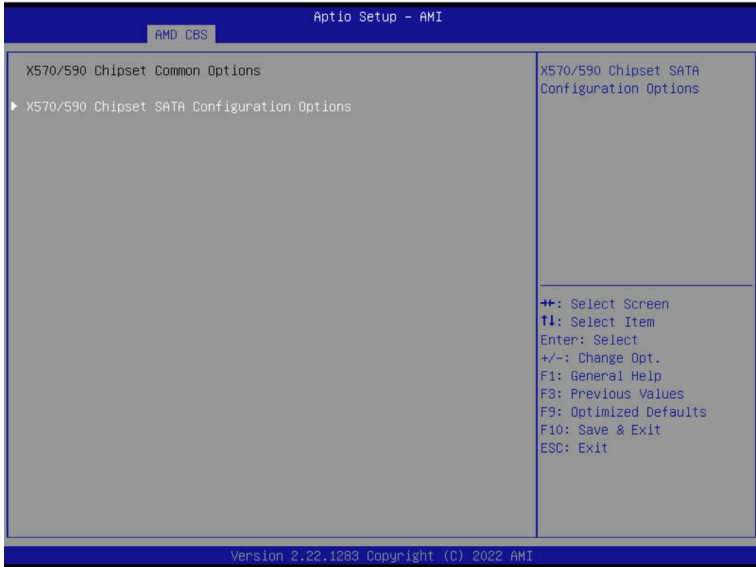 Aptio Setup – AMI
AMD CBS
X570/590 Chipset Common Options
X570/590 Chipset SATA Configuration Options
X570/590 Chipset SATA
Configuration Options
→←: Select Screen
↑↓: Select Item
Enter: Select
+/-: Change Opt.
F1: General Help
F3: Previous Values
F9: Optimized Defaults
F10: Save & Exit
ESC: Exit
Version 2.22.1283 Copyright (C) 2022 AMI